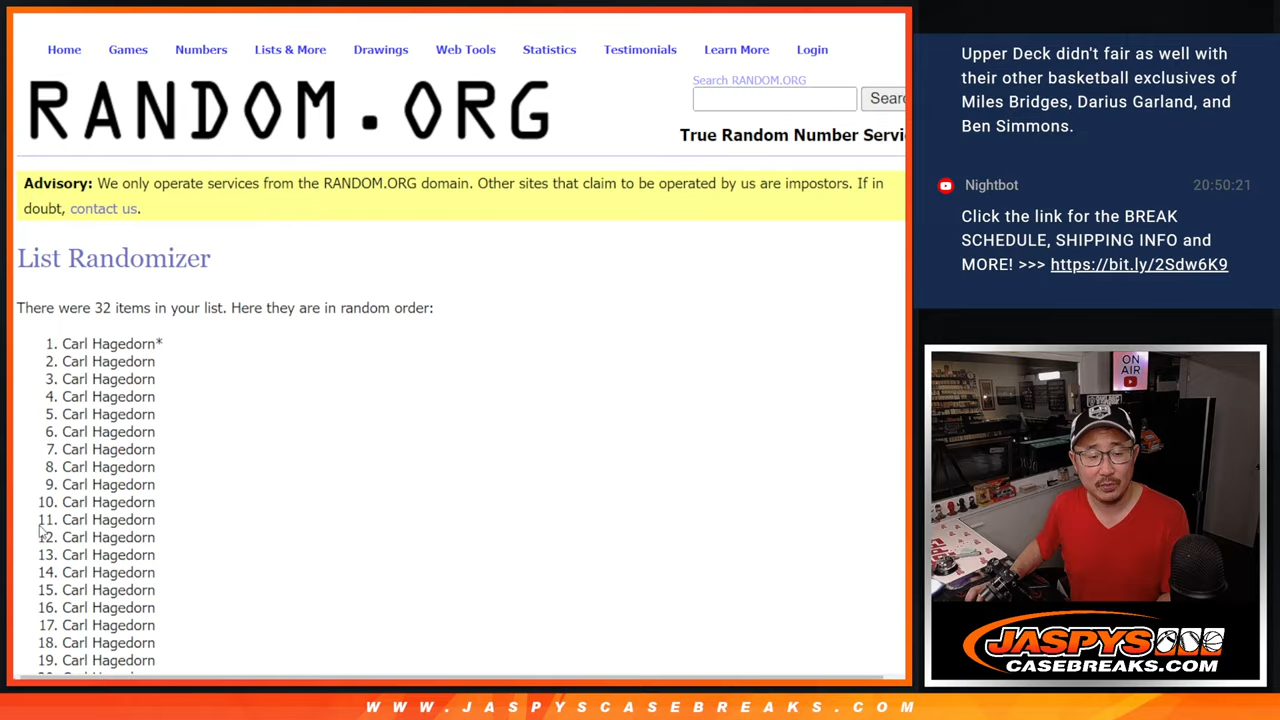 Home Games Numbers Lists & More Drawings Web Tools Statistics Testimonials Learn More Login
RANDOM.ORG
Search RANDOM.ORG
Sear
True Random Number Servi
Advisory: We only operate services from the RANDOM.ORG domain. Other sites that claim to be operated by us are impostors. If in
doubt, contact us.
List Randomizer
There were 32 items in your list. Here they are in random order:
1. Carl Hagedorn*
2. Carl Hagedorn
3. Carl Hagedorn
4. Carl Hagedorn
5. Carl Hagedorn
6. Carl Hagedorn
7. Carl Hagedorn
8. Carl Hagedorn
9. Carl Hagedorn
10. Carl Hagedorn
11. Carl Hagedorn
12. Carl Hagedorn
13. Carl Hagedorn
14. Carl Hagedorn
15. Carl Hagedorn
16. Carl Hagedorn
17. Carl Hagedorn
18. Carl Hagedorn
19. Carl Hagedorn
Upper Deck didn't fair as well with
their other basketball exclusives of
Miles Bridges, Darius Garland, and
Ben Simmons.
Nightbot 20:50:21
Click the link for the BREAK
SCHEDULE, SHIPPING INFO and
MORE! >>> https://bit.ly/2Sdw6K9
ON
AIR
JASPYS
CASEBREAKS.COM
WWW.JASPYSCASEBREAKS.COM